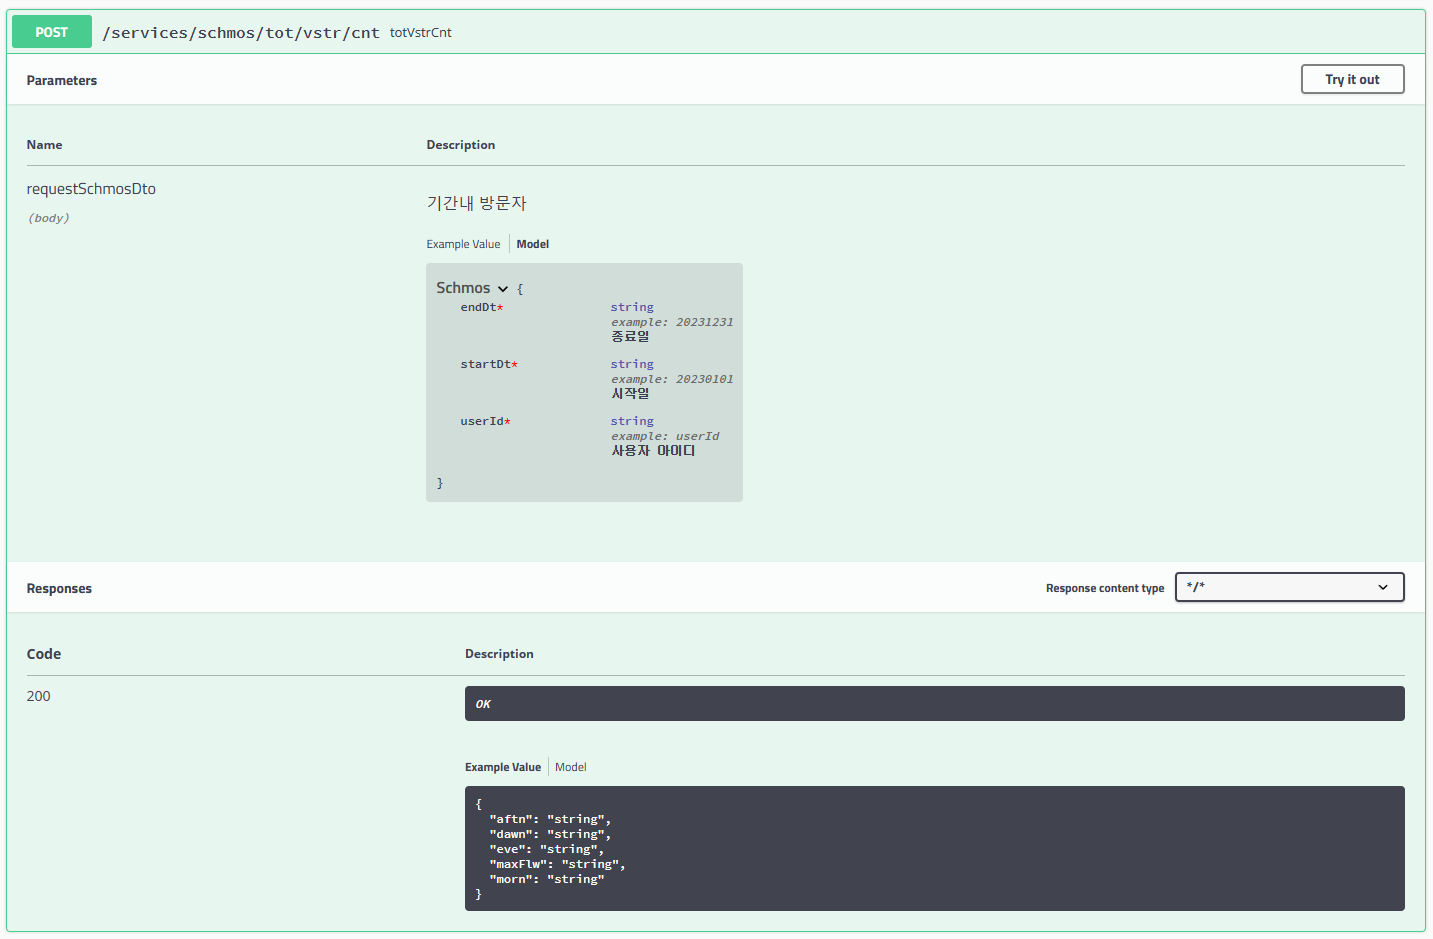 POST /services/schmos/tot/vstr/cnt totVstrCnt
Parameters Try it out
Name Description
requestSchmosDto
(body)
기간내 방문자
Example Value Model
Schmos {
endDt* string
example: 20231231
종료일
startDt* string
example: 20230101
시작일
userId* string
example: userId
사용자 아이디
}
Responses Response content type */*
Code Description
200 OK
Example Value Model
{
"aftn": "string",
"dawn": "string",
"eve": "string",
"maxFlw": "string",
"morn": "string"
}